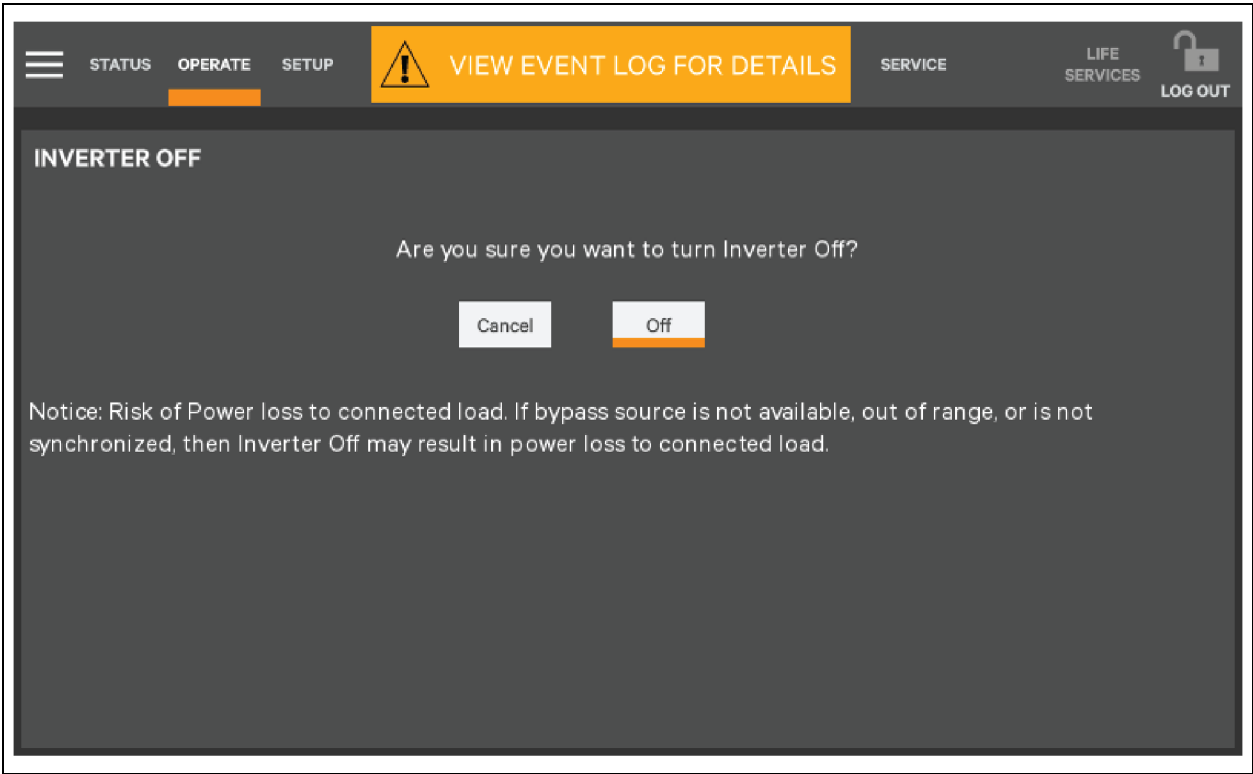 STATUS OPERATE SETUP VIEW EVENT LOG FOR DETAILS SERVICE LIFE
SERVICES
LOG OUT
INVERTER OFF
Are you sure you want to turn Inverter Off?
Cancel Off
Notice: Risk of Power loss to connected load. If bypass source is not available, out of range, or is not
synchronized, then Inverter Off may result in power loss to connected load.